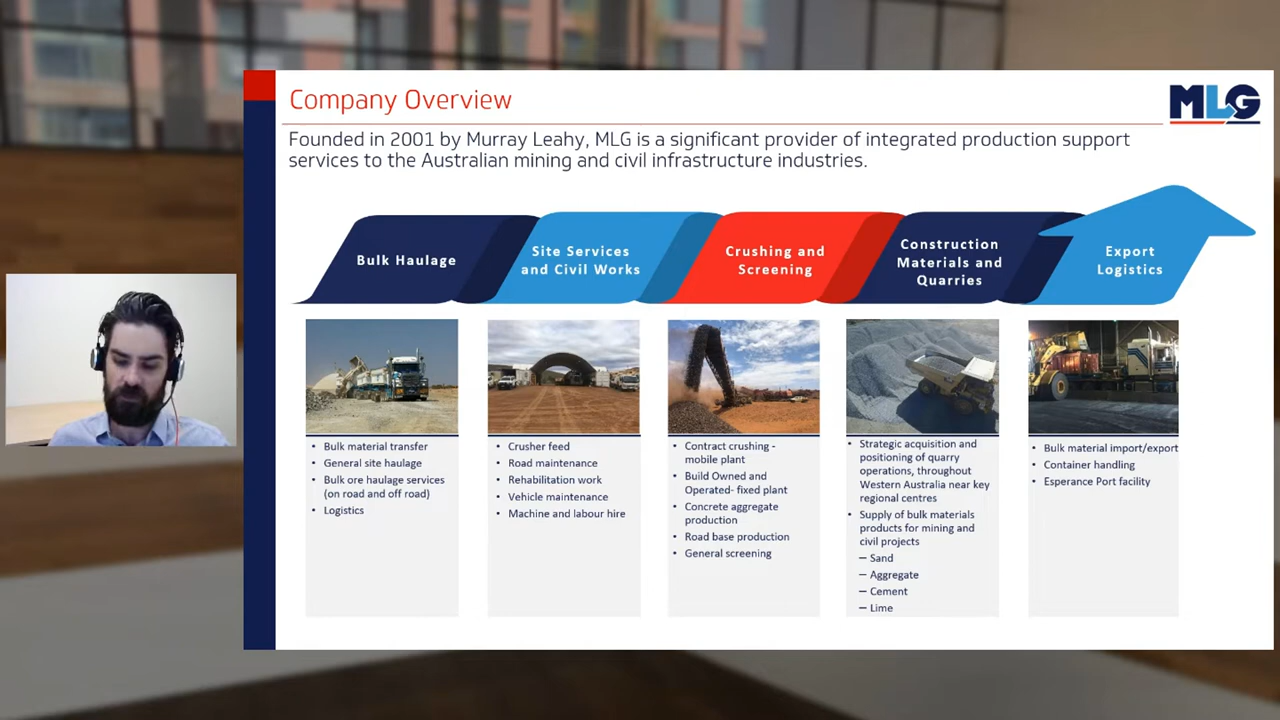 Company Overview
MLG
Founded in 2001 by Murray Leahy, MLG is a significant provider of integrated production support
services to the Australian mining and civil infrastructure industries.
Bulk Haulage
Site Services
and Civil Works
Crushing and
Screening
Construction
Materials and
Quarries
Export
Logistics
• Bulk material transfer
• General site haulage
• Bulk ore haulage services
(on road and off road)
• Logistics
• Crusher feed
• Road maintenance
• Rehabilitation work
• Vehicle maintenance
• Machine and labour hire
• Contract crushing -
mobile plant
• Build Owned and
Operated- fixed plant
• Concrete aggregate
production
• Road base production
• General screening
• Strategic acquisition and
positioning of quarry
operations, throughout
Western Australia near key
regional centres
• Supply of bulk materials
products for mining and
civil projects
– Sand
– Aggregate
– Cement
– Lime
• Bulk material import/export
• Container handling
• Esperance Port facility